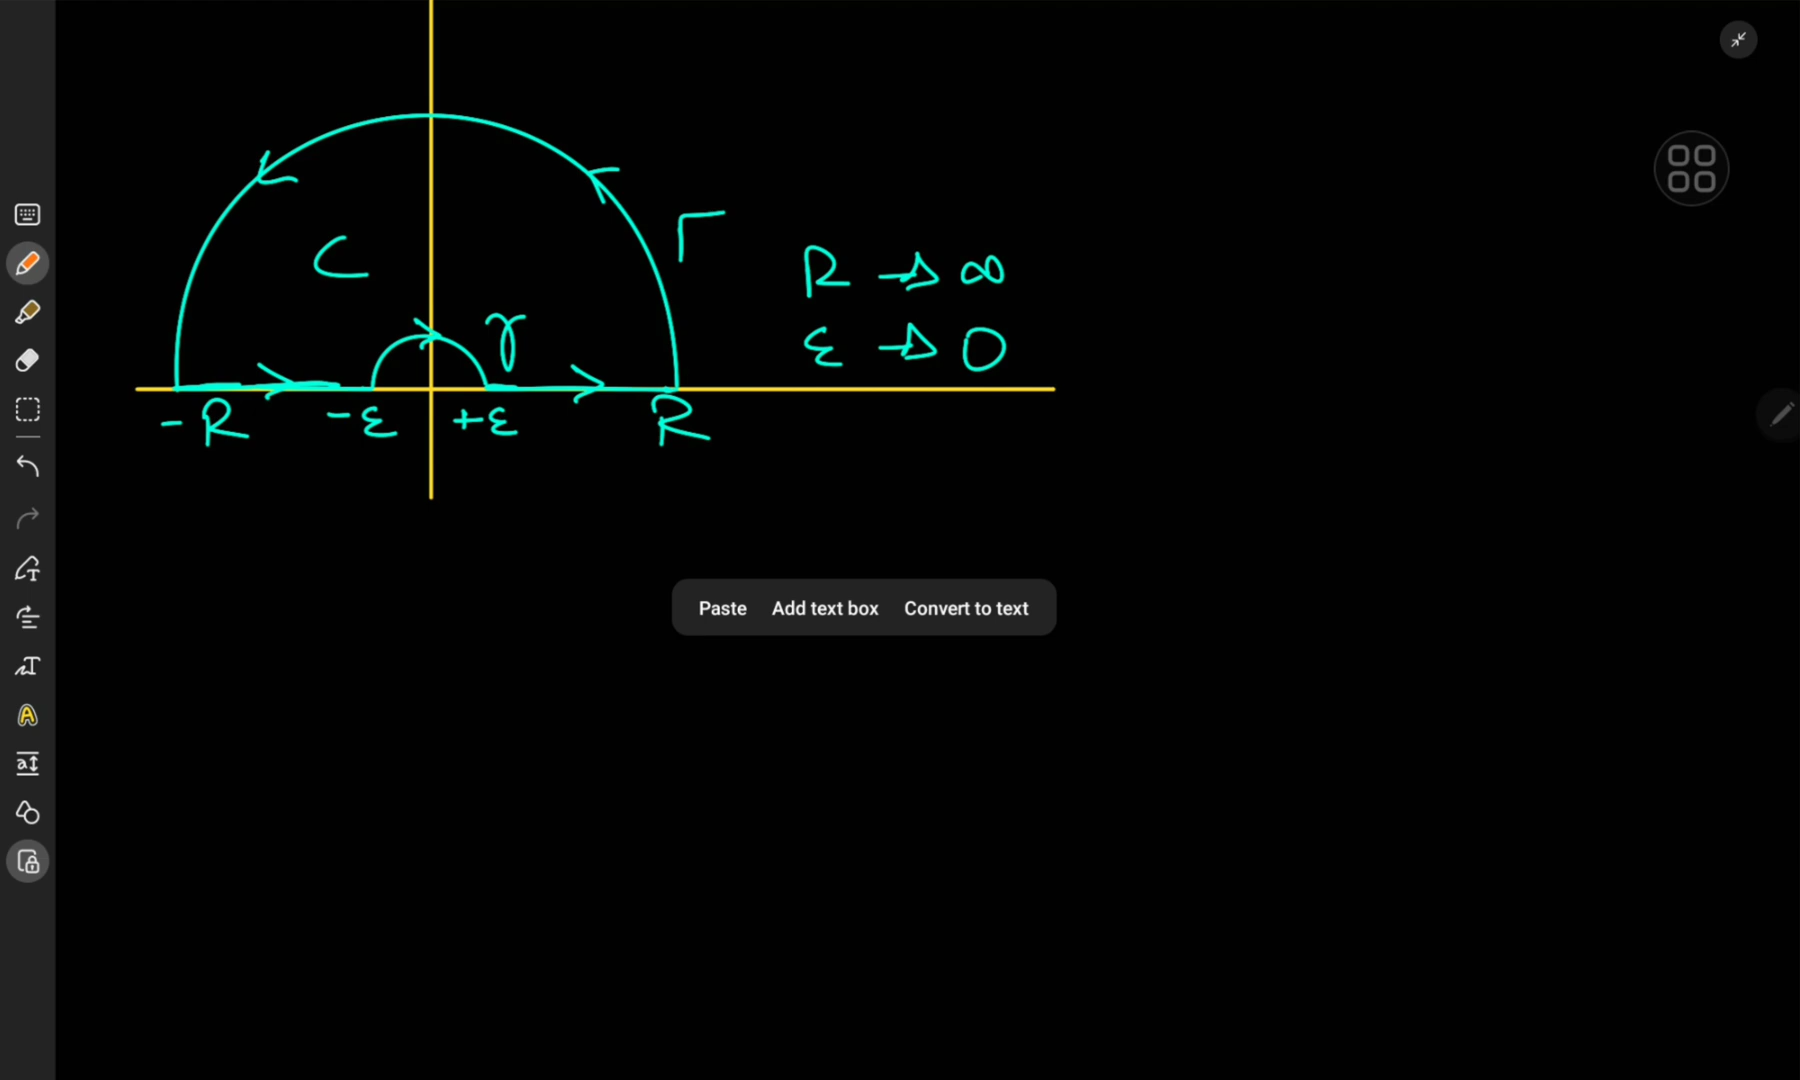 Γ
C
R → ∞
γ
ε → 0
-R -ε +ε R
Paste Add text box Convert to text
T
T
A
a